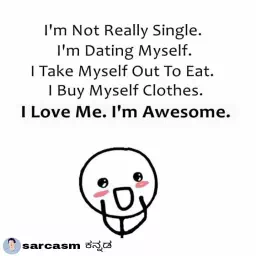 I'm Not Really Single.
I'm Dating Myself.
I Take Myself Out To Eat.
I Buy Myself Clothes.
I Love Me. I'm Awesome.
sarcasm ಕನ್ನಡ